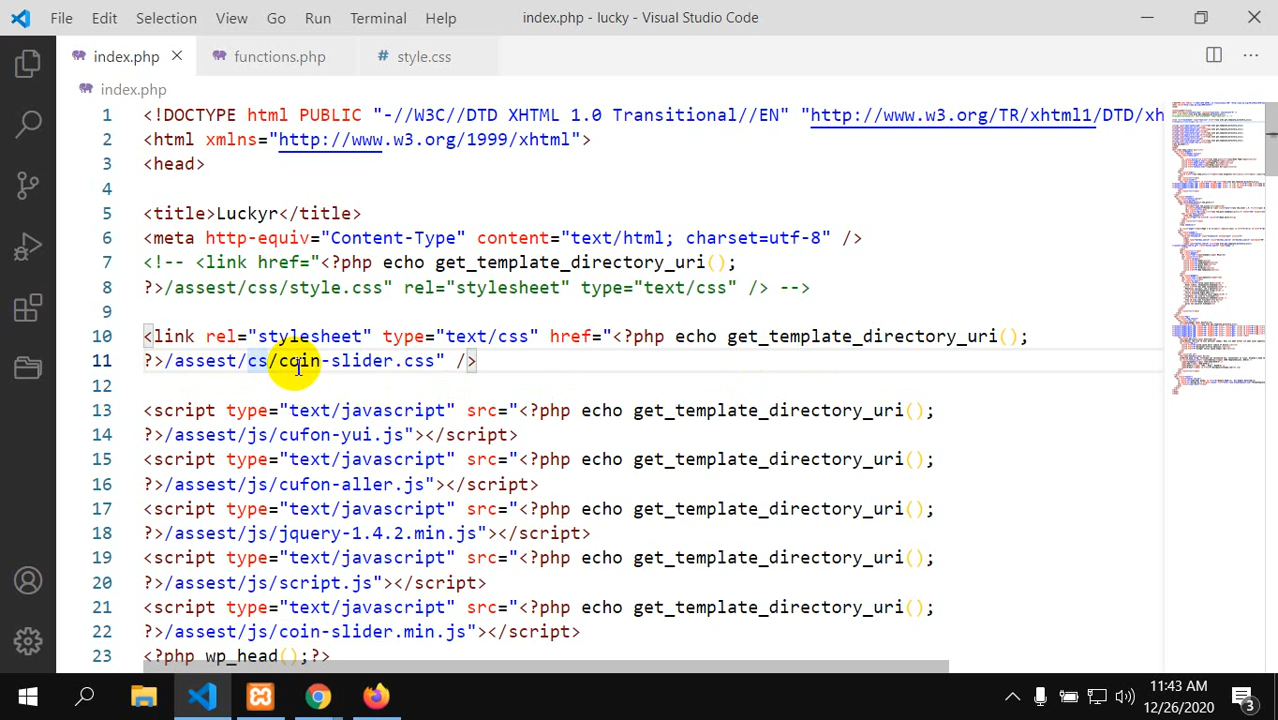 File Edit Selection View Go Run Terminal Help index.php - lucky - Visual Studio Code
index.php functions.php # style.css
index.php
1 <!DOCTYPE html PUBLIC "-//W3C//DTD XHTML 1.0 Transitional//EN" "http://www.w3.org/TR/xhtml1/DTD/xh
2 <html xmlns="http://www.w3.org/1999/xhtml">
3 <head>
4
5 <title>Luckyr</title>
6 <meta http-equiv="Content-Type" content="text/html; charset=utf-8" />
7 <!-- <link href="<?php echo get_template_directory_uri();
8 ?>/assest/css/style.css" rel="stylesheet" type="text/css" /> -->
9
10 <link rel="stylesheet" type="text/css" href="<?php echo get_template_directory_uri();
11 ?>/assest/cs/coin-slider.css" />
12
13 <script type="text/javascript" src="<?php echo get_template_directory_uri();
14 ?>/assest/js/cufon-yui.js"></script>
15 <script type="text/javascript" src="<?php echo get_template_directory_uri();
16 ?>/assest/js/cufon-aller.js"></script>
17 <script type="text/javascript" src="<?php echo get_template_directory_uri();
18 ?>/assest/js/jquery-1.4.2.min.js"></script>
19 <script type="text/javascript" src="<?php echo get_template_directory_uri();
20 ?>/assest/js/script.js"></script>
21 <script type="text/javascript" src="<?php echo get_template_directory_uri();
22 ?>/assest/js/coin-slider.min.js"></script>
23 <?php wp_head();?>
11:43 AM
12/26/2020
3